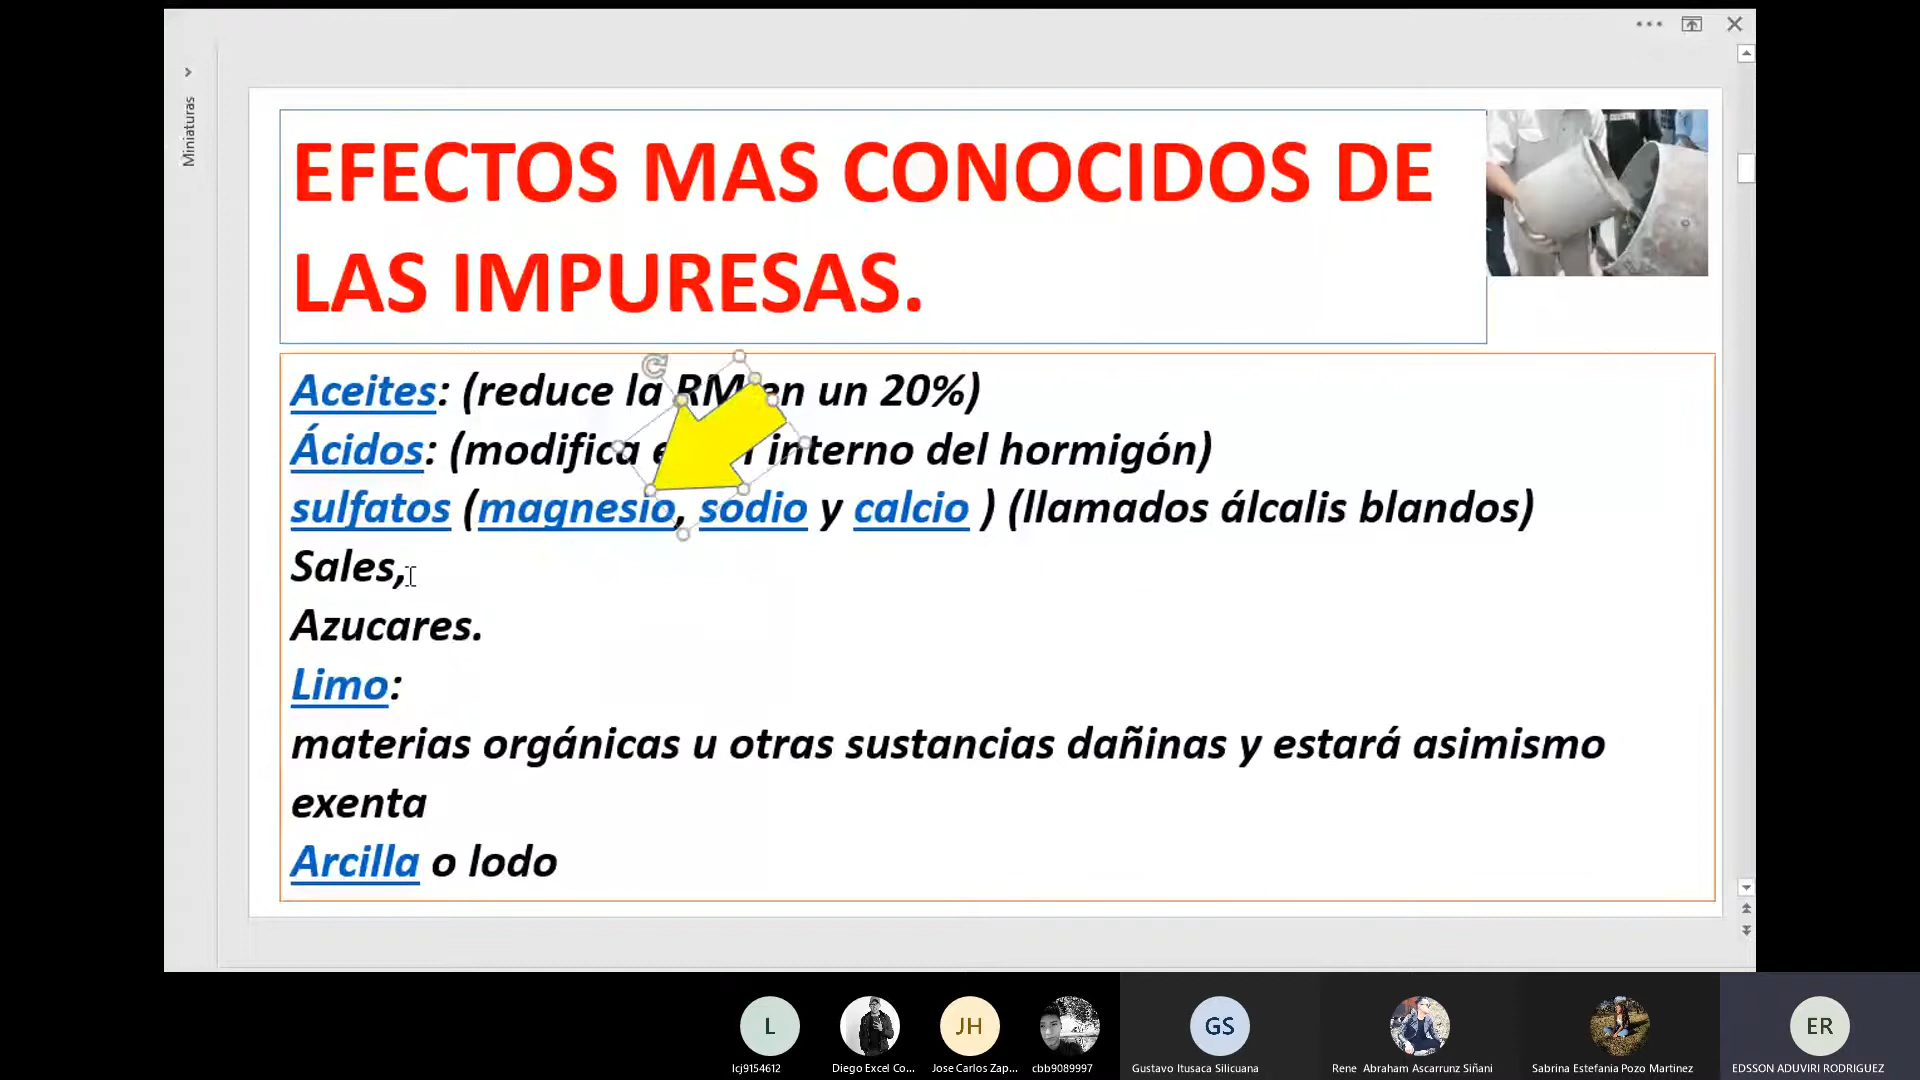 Miniaturas
EFECTOS MAS CONOCIDOS DE
LAS IMPURESAS.
Aceites: (reduce la RM en un 20%)
Ácidos: (modifica interno del hormigón)
sulfatos (magnesio, sodio y calcio ) (llamados álcalis blandos)
Sales,
Azucares.
Limo:
materias orgánicas u otras sustancias dañinas y estará asimismo
exenta
Arcilla o lodo
L
JH
GS
ER
lcj9154612
Diego Excel Co...
Jose Carlos Zap...
cbb9089997
Gustavo Itusaca Silicuana
Rene Abraham Ascarrunz Siñani
Sabrina Estefania Pozo Martinez
EDSSON ADUVIRI RODRIGUEZ